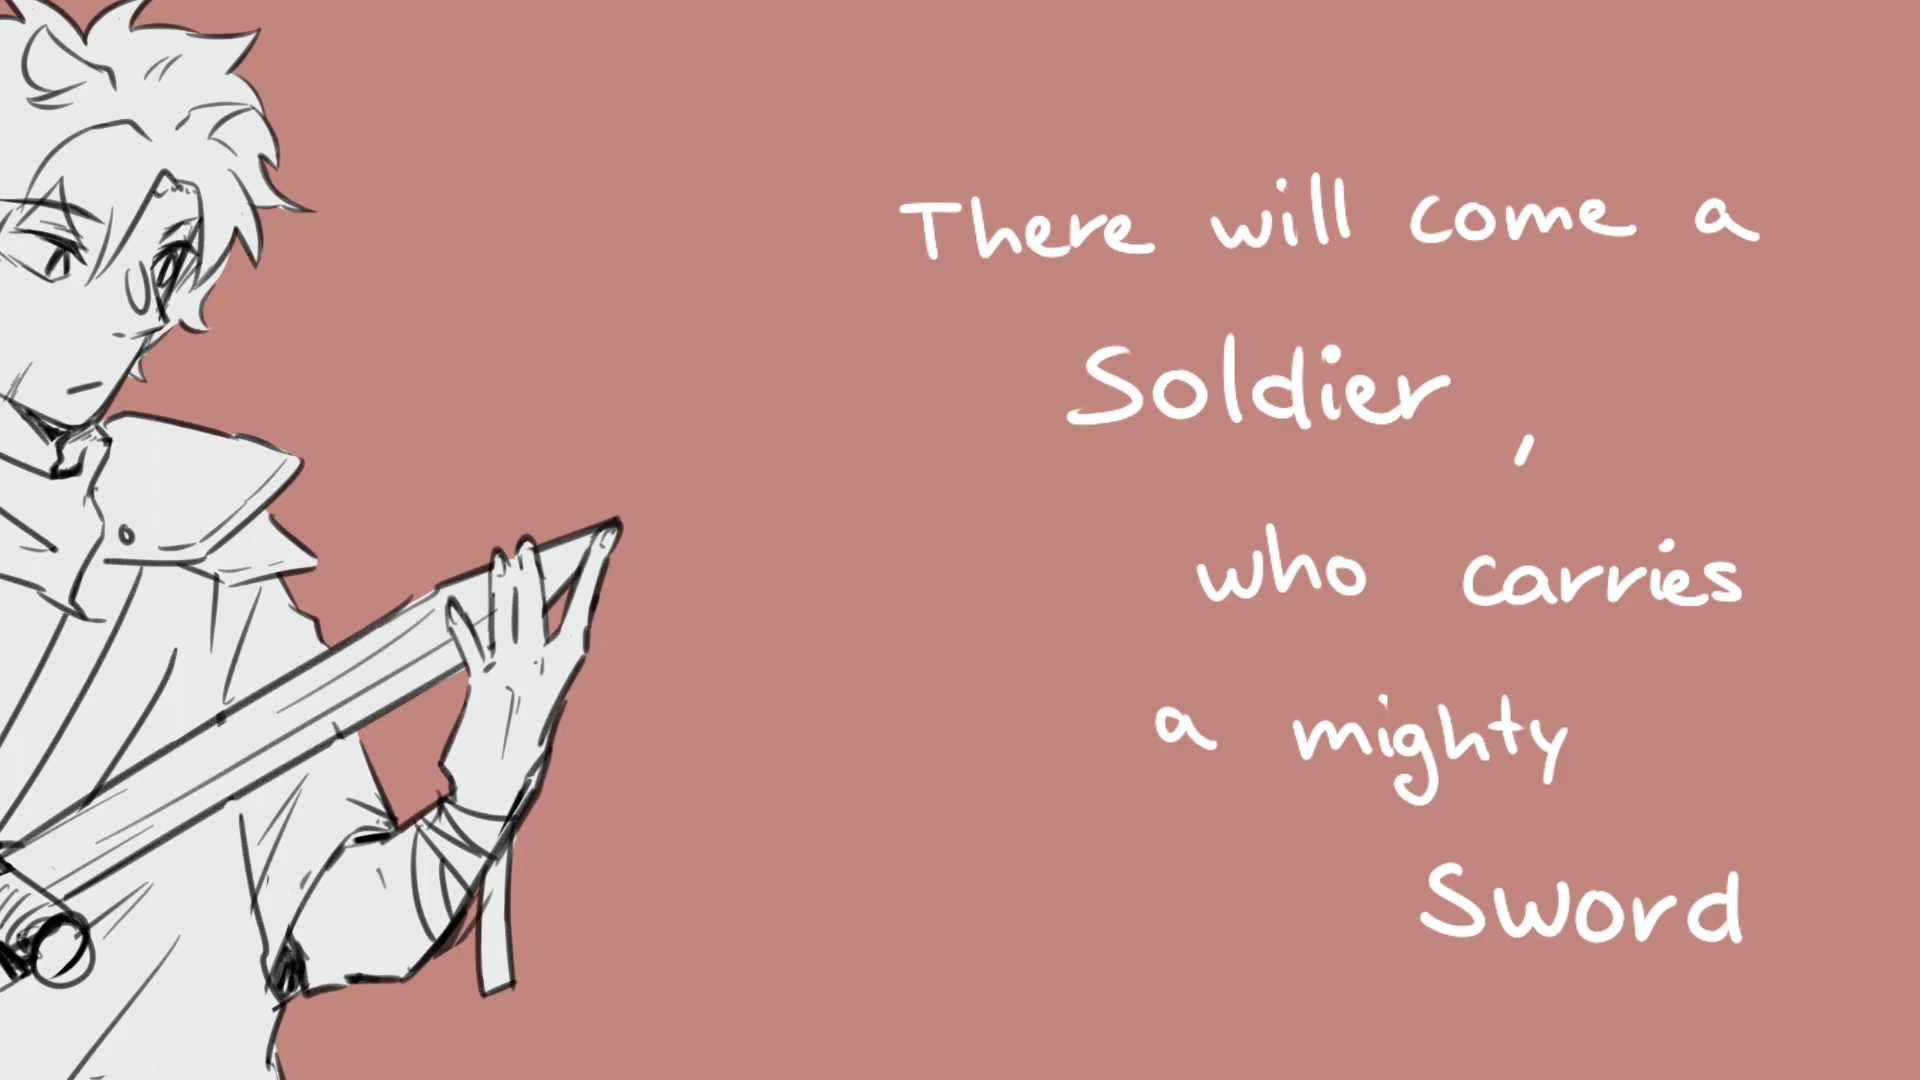 There will come a
Soldier,
who carries
a mighty
Sword